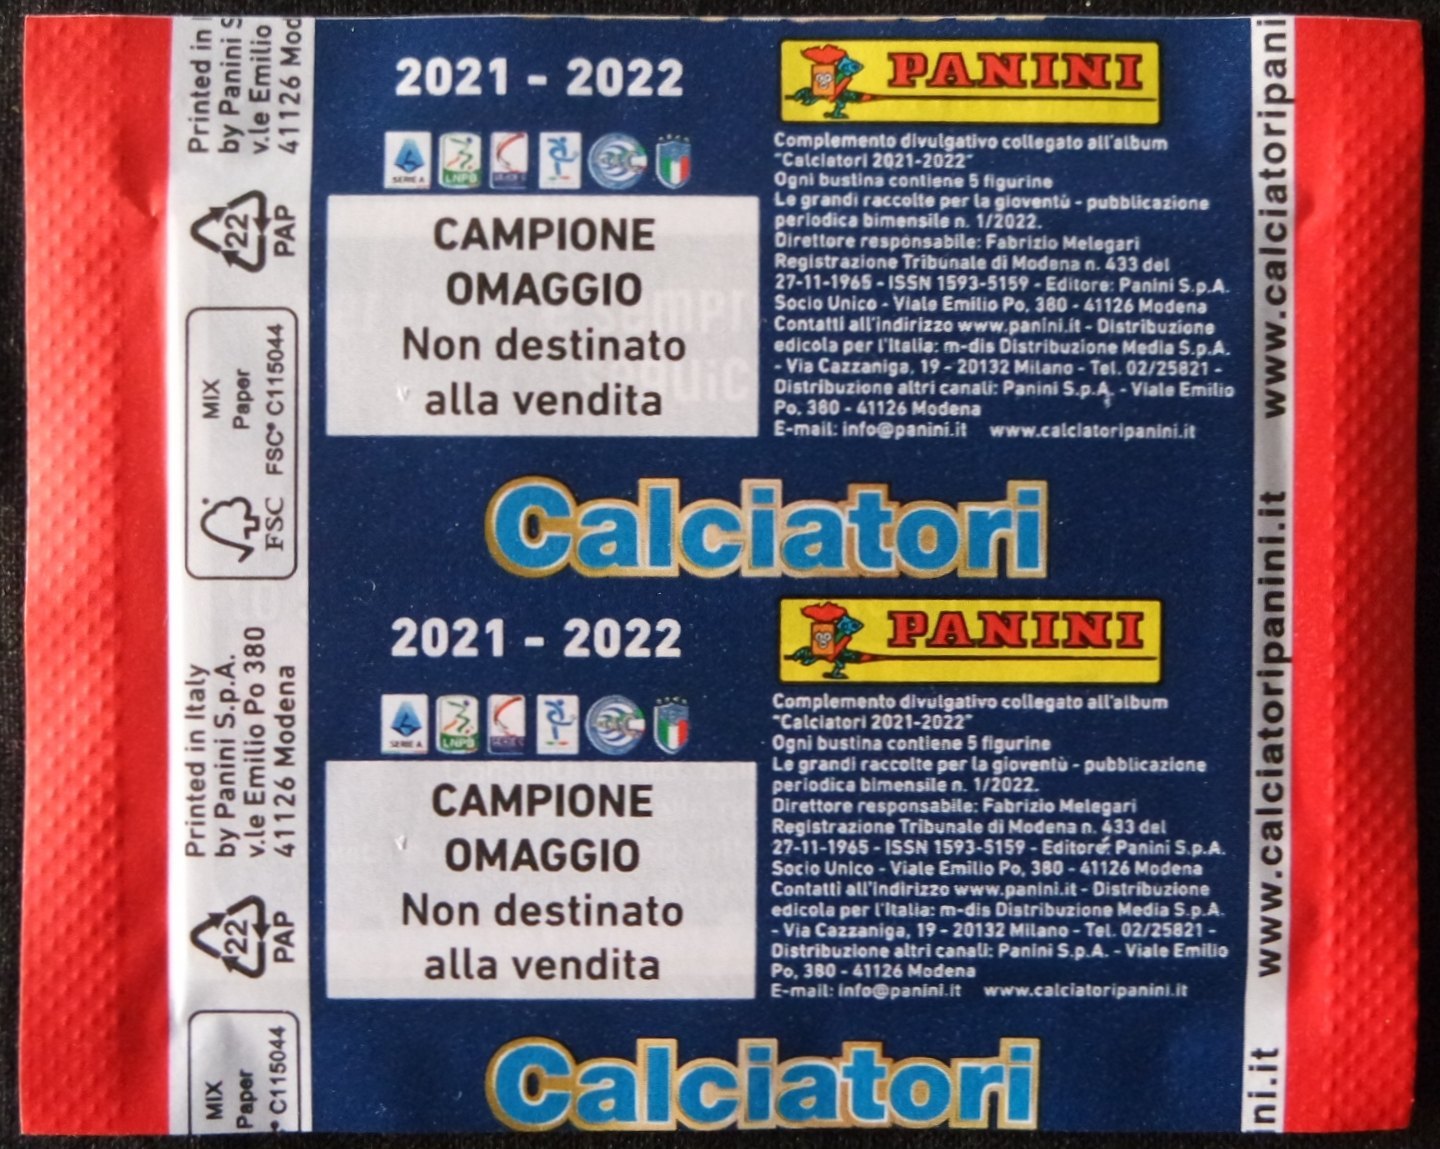 Printed in
by Panini S
v.le Emilio
41126 Mod
22
PAP
MIX
Paper
FSC® C115044
FSC
Printed in Italy
by Panini S.p.A.
v.le Emilio Po 380
41126 Modena
22
PAP
MIX
Paper
® C115044
2021 - 2022
SERIE A
LNPB
CAMPIONE
OMAGGIO
Non destinato
alla vendita
PANINI
Complemento divulgativo collegato all'album
"Calciatori 2021-2022"
Ogni bustina contiene 5 figurine
Le grandi raccolte per la gioventù - pubblicazione
periodica bimensile n. 1/2022.
Direttore responsabile: Fabrizio Melegari
Registrazione Tribunale di Modena n. 433 del
27-11-1965 - ISSN 1593-5159 - Editore: Panini S.p.A.
Socio Unico - Viale Emilio Po, 380 - 41126 Modena
Contatti all'indirizzo www.panini.it - Distribuzione
edicola per l'Italia: m-dis Distribuzione Media S.p.A.
- Via Cazzaniga, 19 - 20132 Milano - Tel. 02/25821 -
Distribuzione altri canali: Panini S.p.A. - Viale Emilio
Po, 380 - 41126 Modena
E-mail: info@panini.it www.calciatoripanini.it
Calciatori
2021 - 2022
SERIE A
LNPB
CAMPIONE
OMAGGIO
Non destinato
alla vendita
PANINI
Complemento divulgativo collegato all'album
"Calciatori 2021-2022"
Ogni bustina contiene 5 figurine
Le grandi raccolte per la gioventù - pubblicazione
periodica bimensile n. 1/2022.
Direttore responsabile: Fabrizio Melegari
Registrazione Tribunale di Modena n. 433 del
27-11-1965 - ISSN 1593-5159 - Editore: Panini S.p.A.
Socio Unico - Viale Emilio Po, 380 - 41126 Modena
Contatti all'indirizzo www.panini.it - Distribuzione
edicola per l'Italia: m-dis Distribuzione Media S.p.A.
- Via Cazzaniga, 19 - 20132 Milano - Tel. 02/25821 -
Distribuzione altri canali: Panini S.p.A. - Viale Emilio
Po, 380 - 41126 Modena
E-mail: info@panini.it www.calciatoripanini.it
Calciatori
www.calciatoripani
www.calciatoripanini.it
ni.it